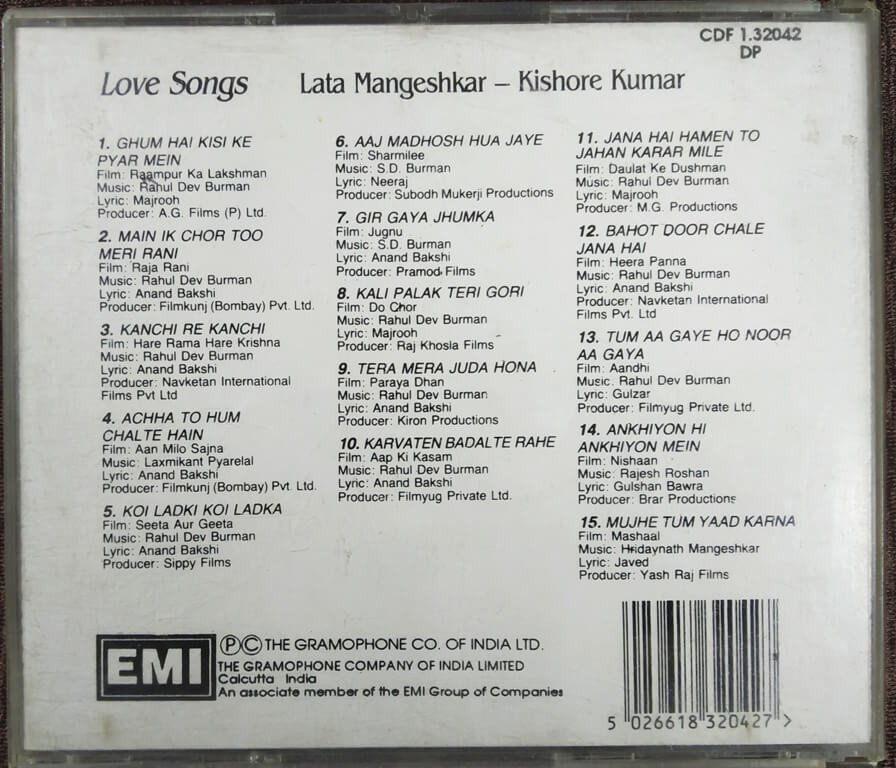 CDF 1.32042
DP
Love Songs Lata Mangeshkar – Kishore Kumar
1. GHUM HAI KISI KE
PYAR MEIN
Film: Raampur Ka Lakshman
Music: Rahul Dev Burman
Lyric: Majrooh
Producer: A.G. Films (P) Ltd.
2. MAIN IK CHOR TOO
MERI RANI
Film: Raja Rani
Music: Rahul Dev Burman
Lyric: Anand Bakshi
Producer: Filmkunj (Bombay) Pvt. Ltd.
3. KANCHI RE KANCHI
Film: Hare Rama Hare Krishna
Music: Rahul Dev Burman
Lyric: Anand Bakshi
Producer: Navketan International
Films Pvt Ltd
4. ACHHA TO HUM
CHALTE HAIN
Film: Aan Milo Sajna
Music: Laxmikant Pyarelal
Lyric: Anand Bakshi
Producer: Filmkunj (Bombay) Pvt. Ltd.
5. KOI LADKI KOI LADKA
Film: Seeta Aur Geeta
Music: Rahul Dev Burman
Lyric: Anand Bakshi
Producer: Sippy Films
6. AAJ MADHOSH HUA JAYE
Film: Sharmilee
Music: S.D. Burman
Lyric: Neeraj
Producer: Subodh Mukerji Productions
7. GIR GAYA JHUMKA
Film: Jugnu
Music: S.D. Burman
Lyric: Anand Bakshi
Producer: Pramod Films
8. KALI PALAK TERI GORI
Film: Do Chor
Music: Rahul Dev Burman
Lyric: Majrooh
Producer: Raj Khosla Films
9. TERA MERA JUDA HONA
Film: Paraya Dhan
Music: Rahul Dev Burman
Lyric: Anand Bakshi
Producer: Kiron Productions
10. KARVATEN BADALTE RAHE
Film: Aap Ki Kasam
Music: Rahul Dev Burman
Lyric: Anand Bakshi
Producer: Filmyug Private Ltd.
11. JANA HAI HAMEN TO
JAHAN KARAR MILE
Film: Daulat Ke Dushman
Music: Rahul Dev Burman
Lyric: Majrooh
Producer: M.G. Productions
12. BAHOT DOOR CHALE
JANA HAI
Film: Heera Panna
Music: Rahul Dev Burman
Lyric: Anand Bakshi
Producer: Navketan International
Films Pvt. Ltd
13. TUM AA GAYE HO NOOR
AA GAYA
Film: Aandhi
Music. Rahul Dev Burman
Lyric: Gulzar
Producer: Filmyug Private Ltd.
14. ANKHIYON HI
ANKHIYON MEIN
Film: Nishaan
Music: Rajesh Roshan
Lyric: Gulshan Bawra
Producer: Brar Productions
15. MUJHE TUM YAAD KARNA
Film: Mashaal
Music: Hridaynath Mangeshkar
Lyric: Javed
Producer: Yash Raj Films
EMI
Ⓟ© THE GRAMOPHONE CO. OF INDIA LTD.
THE GRAMOPHONE COMPANY OF INDIA LIMITED
Calcutta India
An associate member of the EMI Group of Companies
5 026618 320427 >